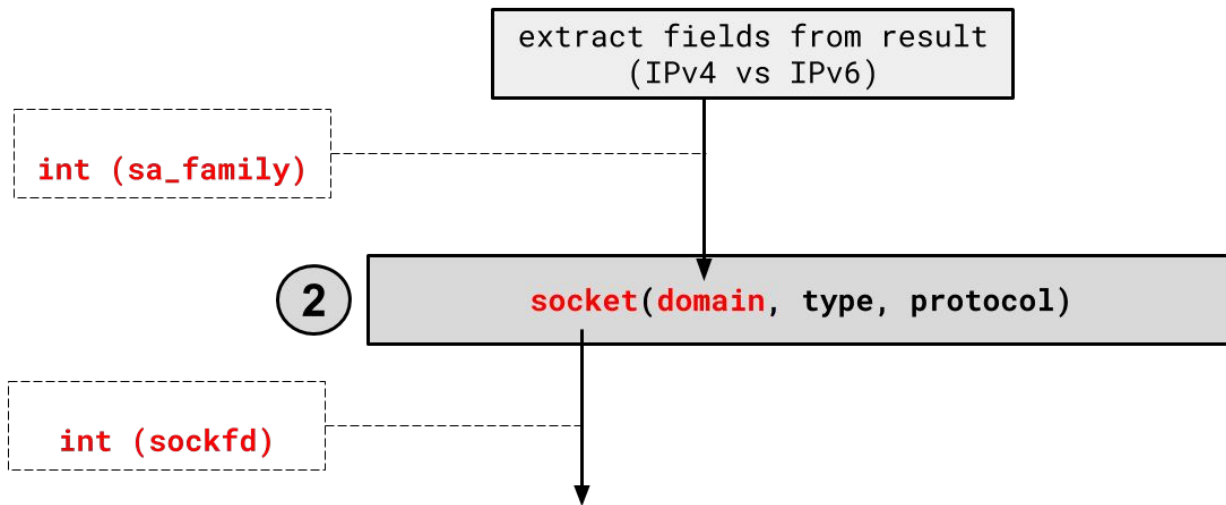 extract fields from result
(IPv4 vs IPv6)
int (sa_family)
2
socket(domain, type, protocol)
int (sockfd)